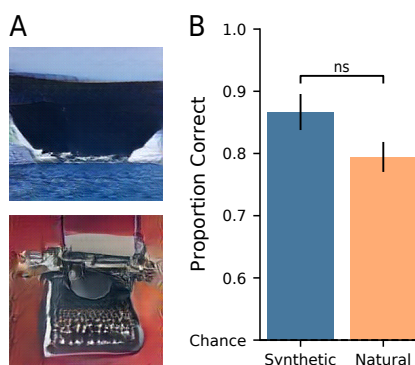 A
B
1.0
ns
0.9
0.8
0.7
0.6
Chance
Proportion Correct
Synthetic Natural